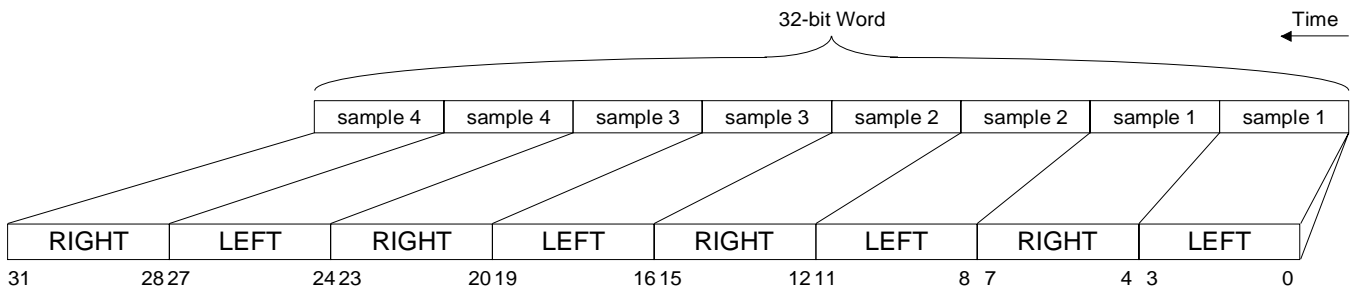 32-bit Word
Time
sample 4 sample 4 sample 3 sample 3 sample 2 sample 2 sample 1 sample 1
RIGHT LEFT RIGHT LEFT RIGHT LEFT RIGHT LEFT
31 28 27 24 23 20 19 16 15 12 11 8 7 4 3 0